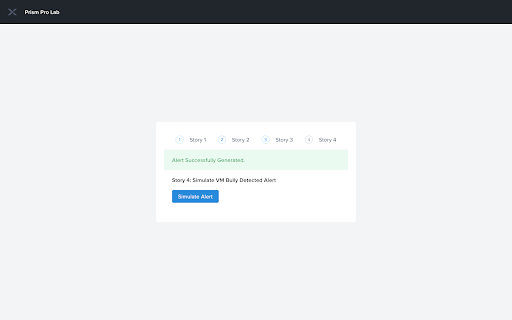 Prism Pro Lab
1 Story 1 2 Story 2 3 Story 3 4 Story 4
Alert Successfully Generated
Story 4: Simulate VM Bully Detected Alert
Simulate Alert